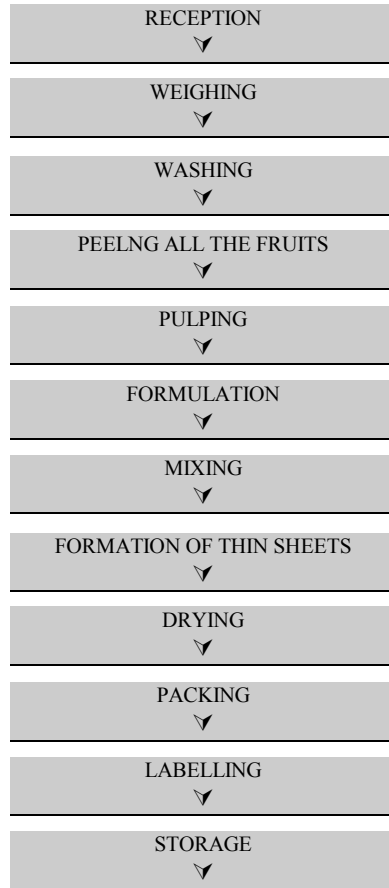 RECEPTION
WEIGHING
WASHING
PEELNG ALL THE FRUITS
PULPING
FORMULATION
MIXING
FORMATION OF THIN SHEETS
DRYING
PACKING
LABELLING
STORAGE